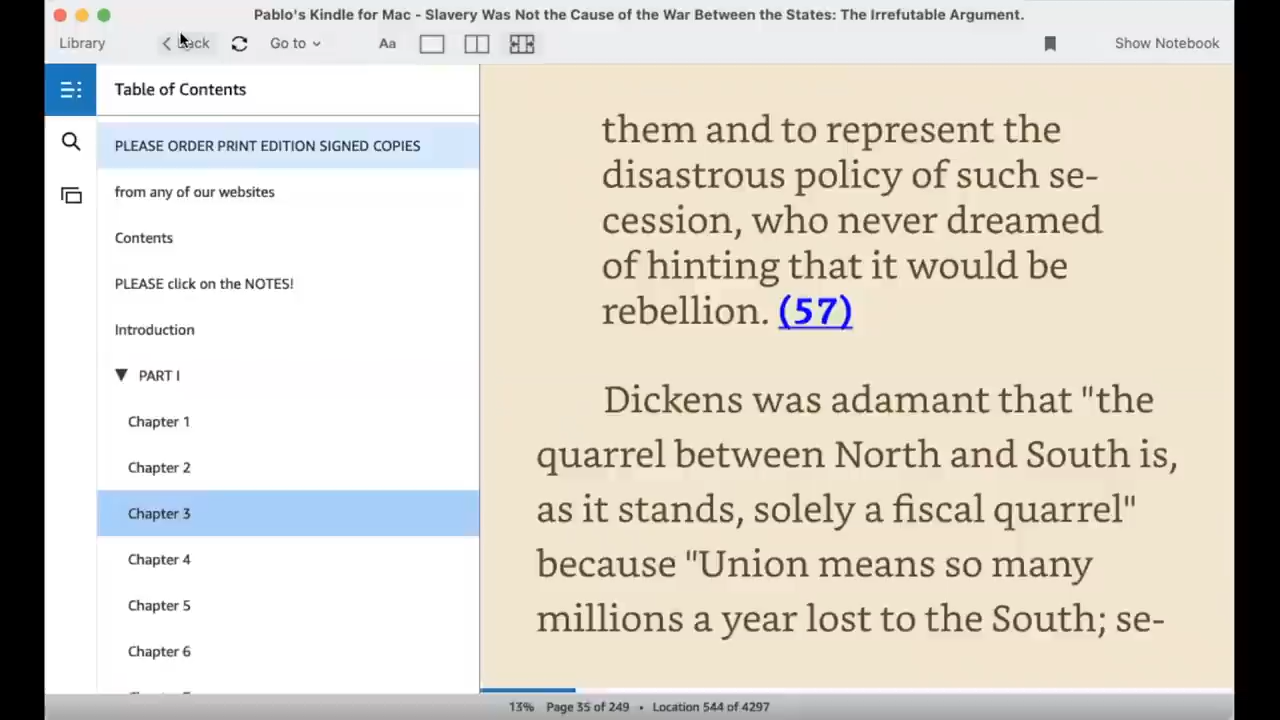 Pablo's Kindle for Mac - Slavery Was Not the Cause of the War Between the States: The Irrefutable Argument.
Library
Back
Go to
Aa
Show Notebook
Table of Contents
PLEASE ORDER PRINT EDITION SIGNED COPIES
from any of our websites
Contents
PLEASE click on the NOTES!
Introduction
PART I
Chapter 1
Chapter 2
Chapter 3
Chapter 4
Chapter 5
Chapter 6
them and to represent the
disastrous policy of such se-
cession, who never dreamed
of hinting that it would be
rebellion. (57)
Dickens was adamant that "the
quarrel between North and South is,
as it stands, solely a fiscal quarrel"
because "Union means so many
millions a year lost to the South; se-
13% Page 35 of 249 • Location 544 of 4297